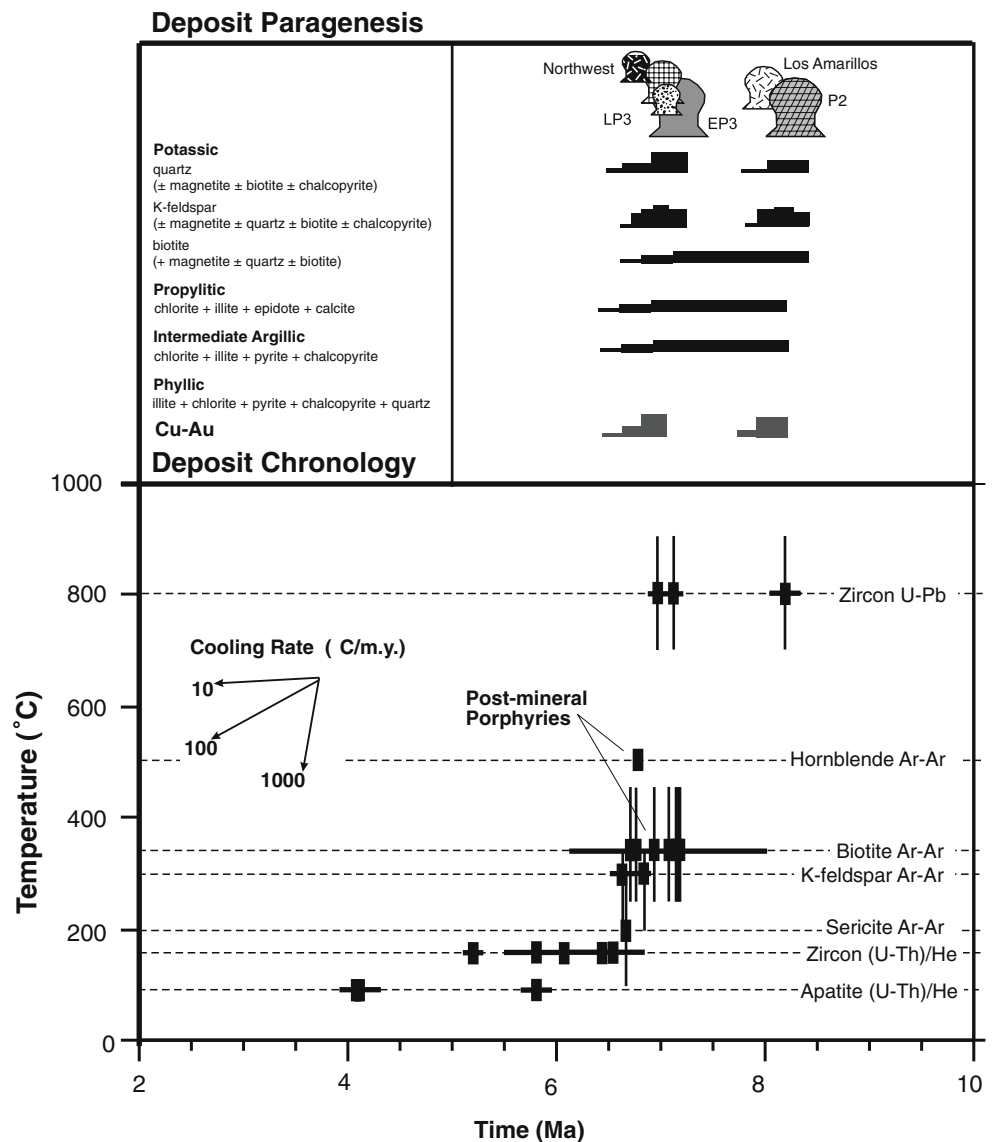 Deposit Paragenesis
Northwest
Los Amarillos
P2
LP3
EP3
Potassic
quartz
(± magnetite ± biotite ± chalcopyrite)
K-feldspar
(± magnetite ± quartz ± biotite ± chalcopyrite)
biotite
(+ magnetite ± quartz ± biotite)
Propylitic
chlorite + illite + epidote + calcite
Intermediate Argillic
chlorite + illite + pyrite + chalcopyrite
Phyllic
illite + chlorite + pyrite + chalcopyrite + quartz
Cu-Au
Deposit Chronology
1000
800
600
400
200
0
Temperature (˚C)
Zircon U-Pb
Cooling Rate ( C/m.y.)
10
100
1000
Post-mineral
Porphyries
Hornblende Ar-Ar
Biotite Ar-Ar
K-feldspar Ar-Ar
Sericite Ar-Ar
Zircon (U-Th)/He
Apatite (U-Th)/He
2
4
6
8
10
Time (Ma)